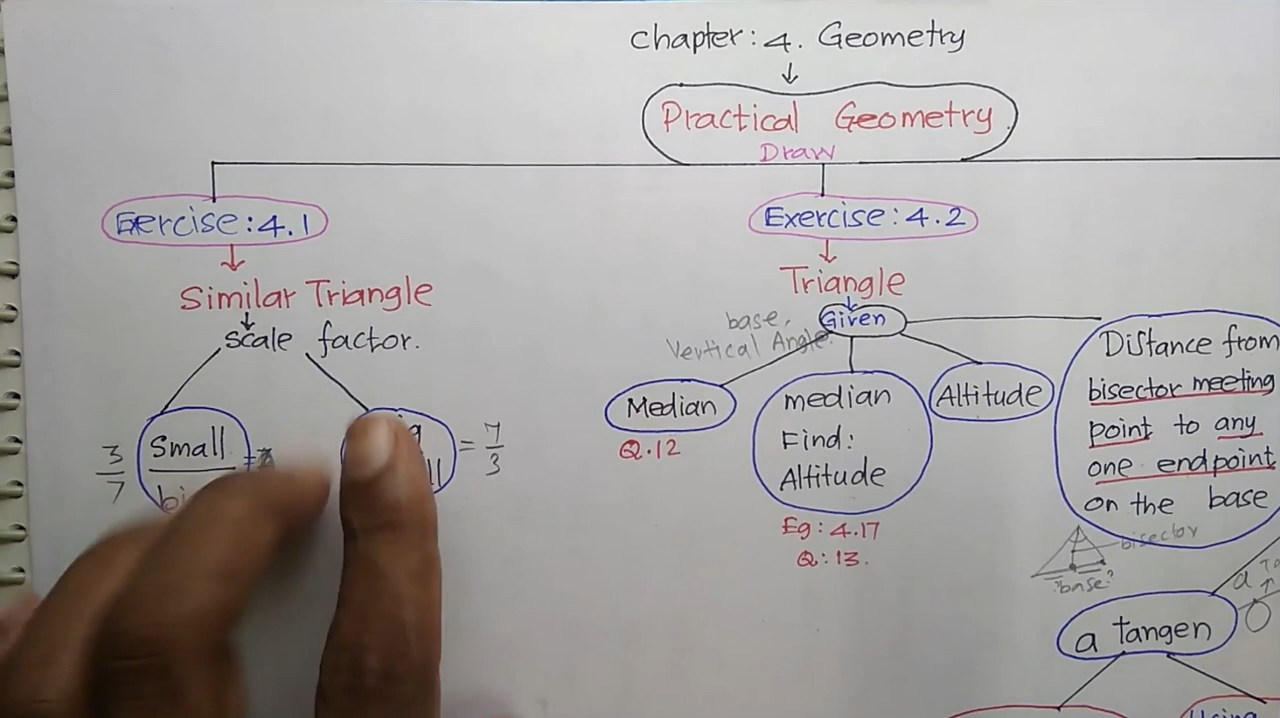 chapter: 4. Geometry
Practical Geometry
Draw
Exercise: 4.1
Similar Triangle
scale factor.
3
7
Small
=
= 7
3
Exercise: 4.2
Triangle
Given
base,
Vertical Angle
Median
Q.12
median
Find:
Altitude
Eg: 4.17
Q: 13.
Altitude
Distance from
bisector meeting
point to any
one endpoint
on the base
bisector
"base"
a tangen
a
Using